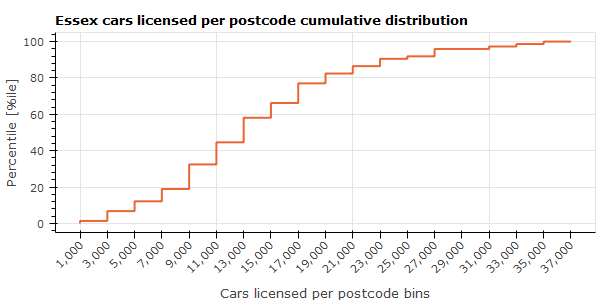 Essex cars licensed per postcode cumulative distribution
Percentile [%ile]
100
80
60
40
20
0
1,000 3,000 5,000 7,000 9,000 11,000 13,000 15,000 17,000 19,000 21,000 23,000 25,000 27,000 29,000 31,000 33,000 35,000 37,000
Cars licensed per postcode bins